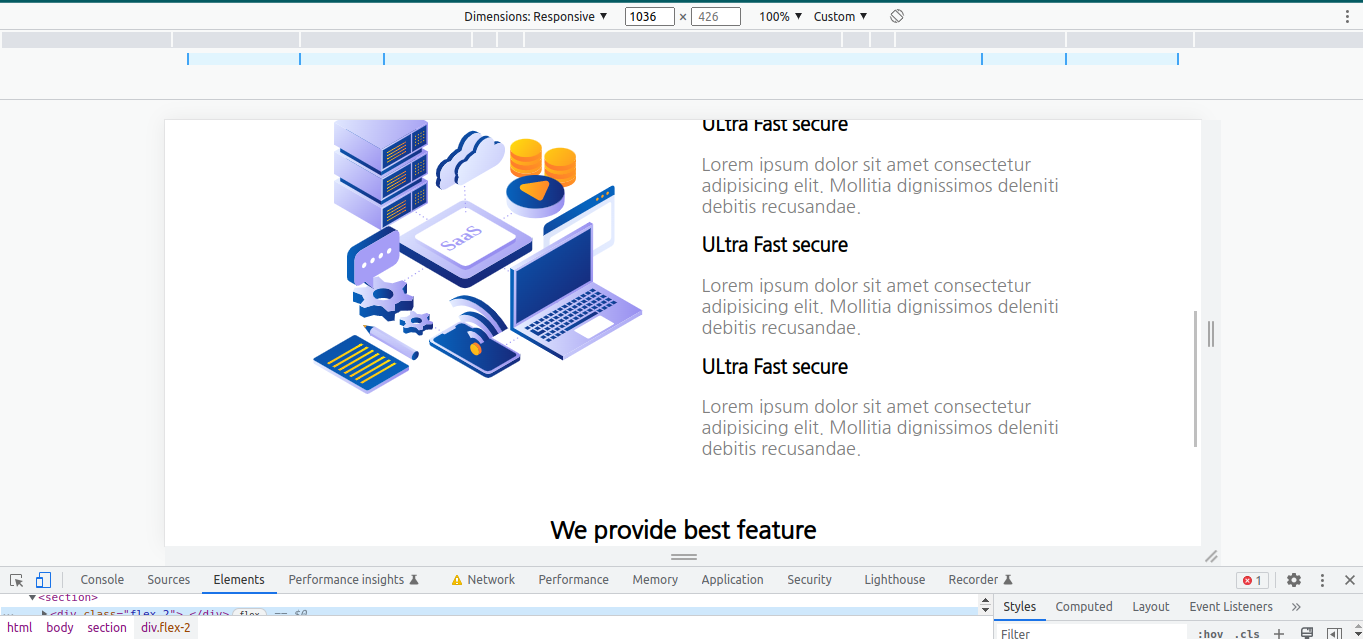 Dimensions: Responsive ▼ 1036 × 426 100% ▼ Custom ▼
ULtra Fast secure
Lorem ipsum dolor sit amet consectetur
adipisicing elit. Mollitia dignissimos deleniti
debitis recusandae.
SaaS
ULtra Fast secure
Lorem ipsum dolor sit amet consectetur
adipisicing elit. Mollitia dignissimos deleniti
debitis recusandae.
ULtra Fast secure
Lorem ipsum dolor sit amet consectetur
adipisicing elit. Mollitia dignissimos deleniti
debitis recusandae.
We provide best feature
Console Sources Elements Performance insights Network Performance Memory Application Security Lighthouse Recorder 1
▼<section>
... ▶<div class="flex-2"> </div> flex == $0
html body section div.flex-2
Styles Computed Layout Event Listeners »
Filter :hov .cls +